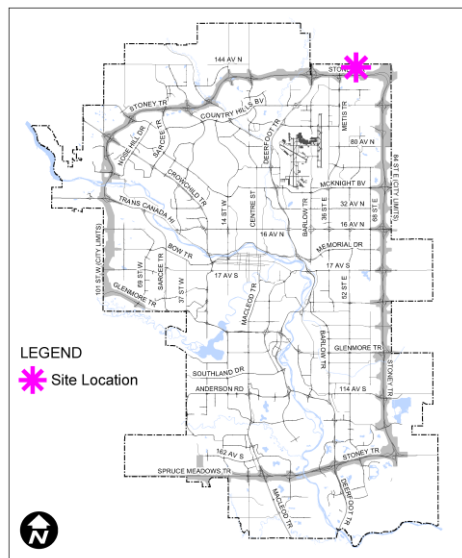 144 AV N
STONEY
STONEY TR
COUNTRY HILLS BV
METIS TR
NOSE HILL DR
SARCEE TR
DEERFOOT TR
80 AV N
CROWCHILD TR
84 ST E (CITY LIMITS)
MCKNIGHT BV
TRANS CANADA HI
14 ST W
CENTRE ST
BARLOW TR
36 ST E
32 AV N
68 ST E
16 AV N
16 AV N
101 ST W (CITY LIMITS)
BOW TR
MEMORIAL DR
69 ST W
SARCEE TR
37 ST W
17 AV S
17 AV S
52 ST E
GLENMORE TR
MACLEOD TR
BARLOW TR
GLENMORE TR
LEGEND
Site Location
SOUTHLAND DR
ANDERSON RD
114 AV S
STONEY TR
162 AV S
STONEY TR
SPRUCE MEADOWS TR
MACLEOD TR
DEERFOOT TR
N